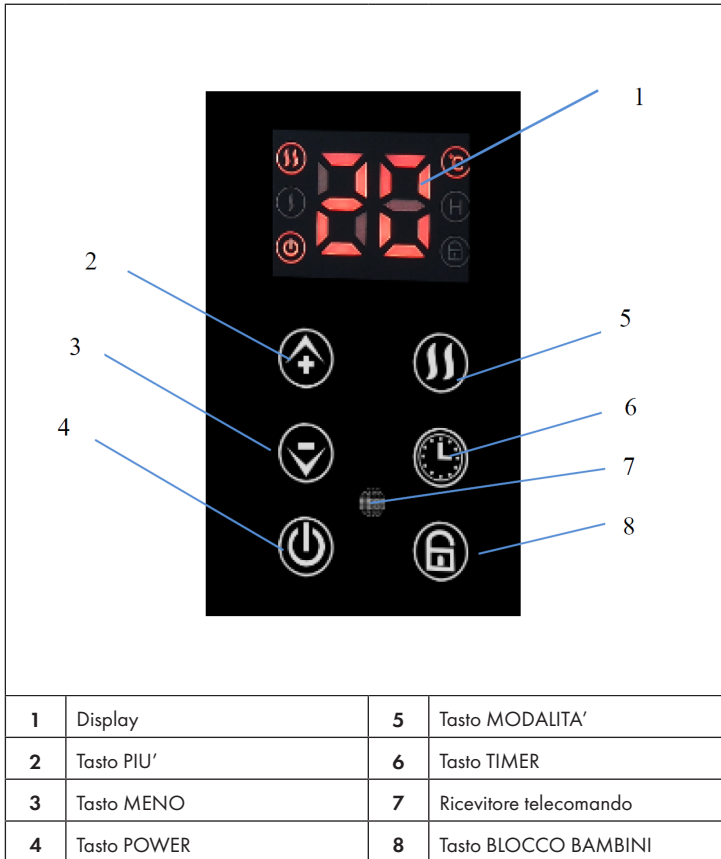 1
20 °C
H
2
5
3
6
4
7
8
1 Display 5 Tasto MODALITA’
2 Tasto PIU’ 6 Tasto TIMER
3 Tasto MENO 7 Ricevitore telecomando
4 Tasto POWER 8 Tasto BLOCCO BAMBINI